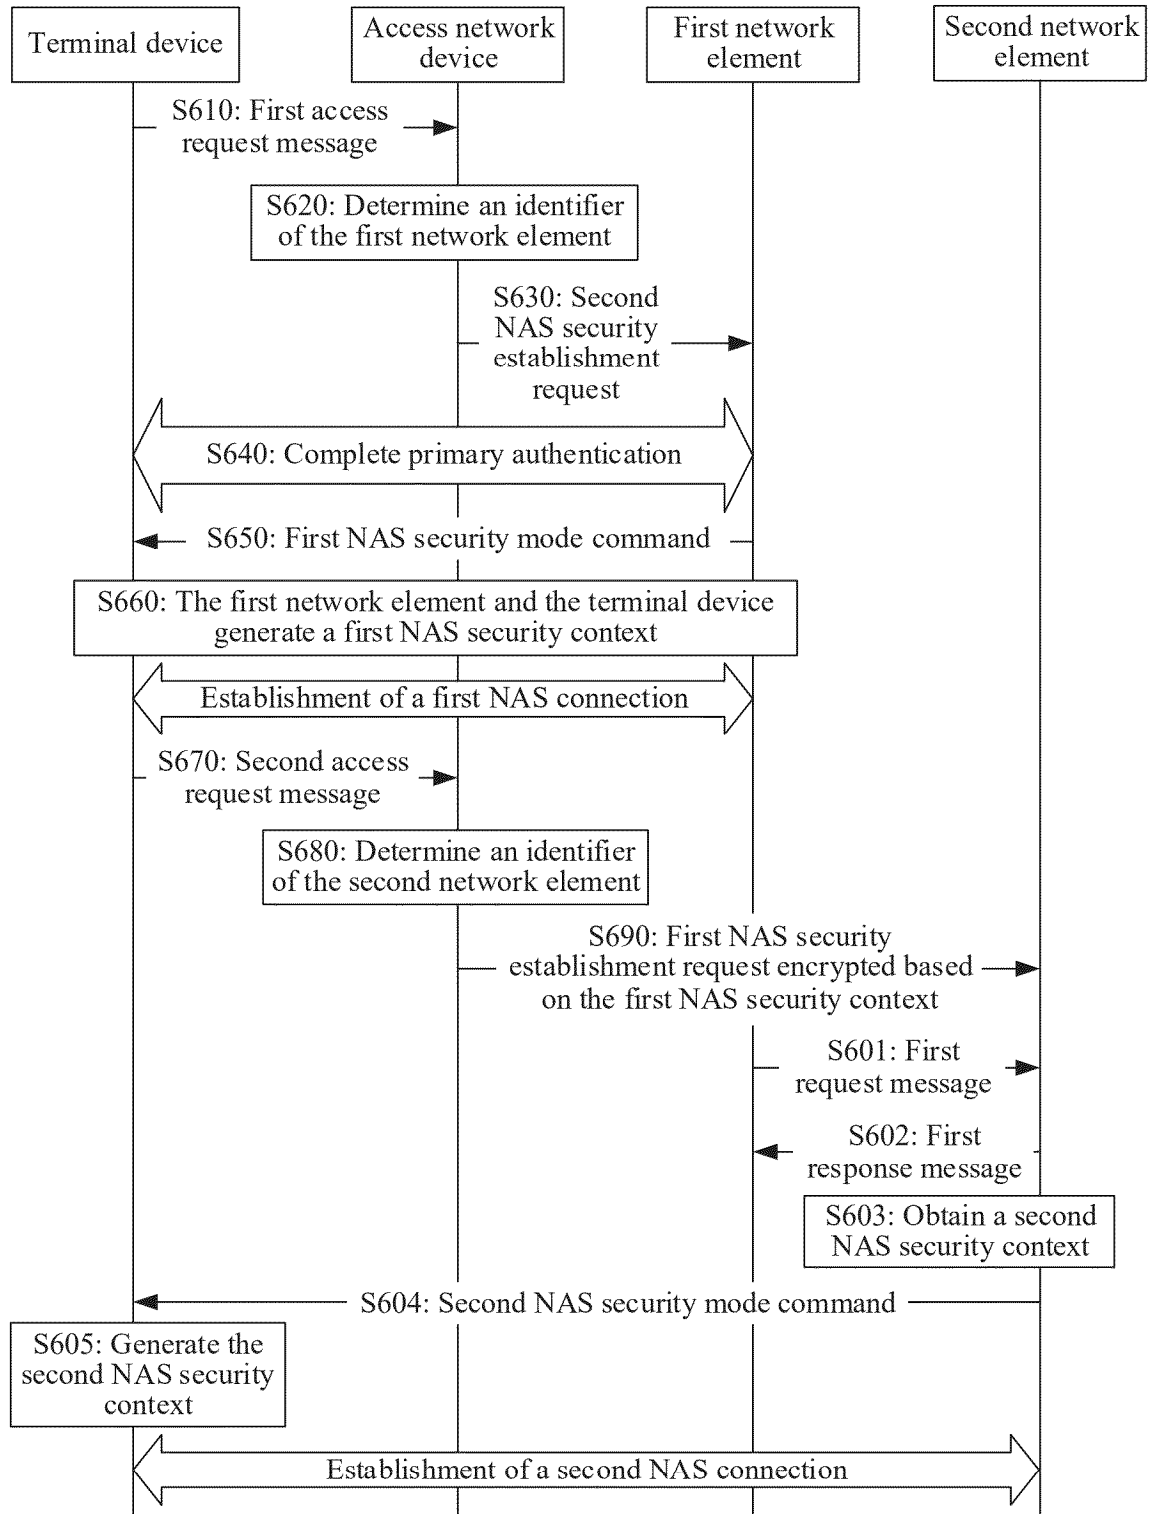 Terminal device
Access network
device
First network
element
Second network
element
S610: First access
request message
S620: Determine an identifier
of the first network element
S630: Second
NAS security
establishment
request
S640: Complete primary authentication
S650: First NAS security mode command
S660: The first network element and the terminal device
generate a first NAS security context
Establishment of a first NAS connection
S670: Second access
request message
S680: Determine an identifier
of the second network element
S690: First NAS security
establishment request encrypted based
on the first NAS security context
S601: First
request message
S602: First
response message
S603: Obtain a second
NAS security context
S604: Second NAS security mode command
S605: Generate the
second NAS security
context
Establishment of a second NAS connection